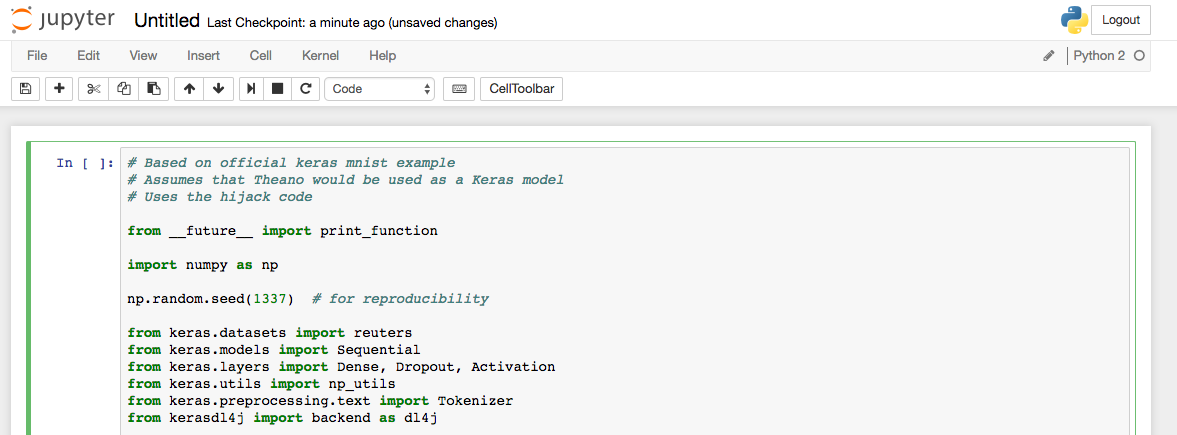 jupyter Untitled Last Checkpoint: a minute ago (unsaved changes) Logout
File Edit View Insert Cell Kernel Help Python 2
Code CellToolbar
In [ ]: # Based on official keras mnist example
# Assumes that Theano would be used as a Keras model
# Uses the hijack code
from __future__ import print_function
import numpy as np
np.random.seed(1337)  # for reproducibility
from keras.datasets import reuters
from keras.models import Sequential
from keras.layers import Dense, Dropout, Activation
from keras.utils import np_utils
from keras.preprocessing.text import Tokenizer
from kerasdl4j import backend as dl4j